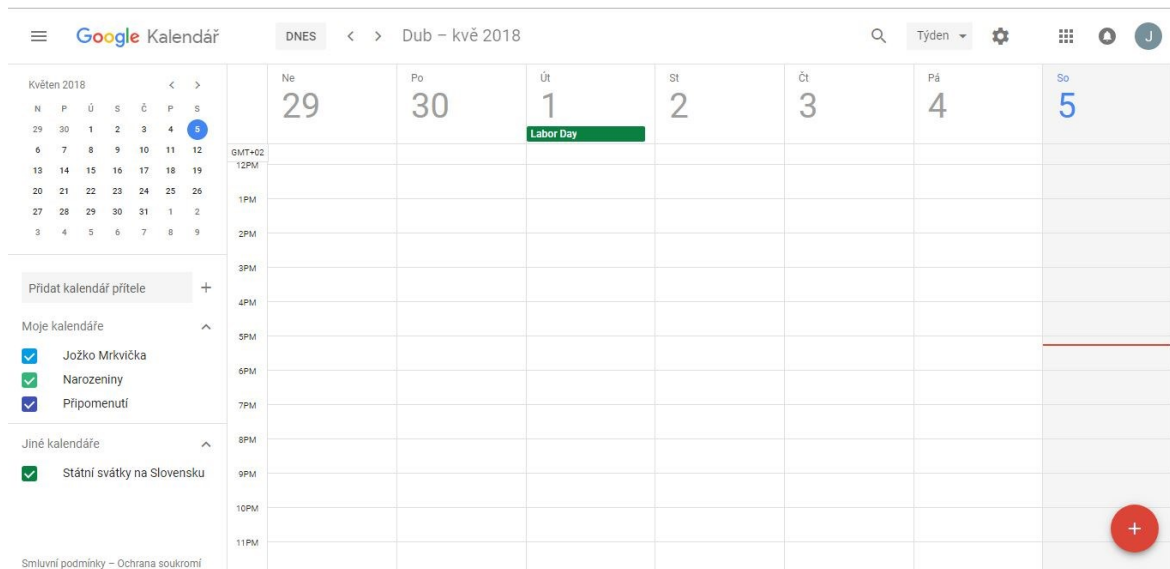 Google Kalendář
DNES
Dub – kvě 2018
Týden
J
Květen 2018
N P Ú S Č P S
29 30 1 2 3 4 5
6 7 8 9 10 11 12
13 14 15 16 17 18 19
20 21 22 23 24 25 26
27 28 29 30 31 1 2
3 4 5 6 7 8 9
Přidat kalendář přítele
Moje kalendáře
Jožko Mrkvička
Narozeniny
Připomenutí
Jiné kalendáře
Státní svátky na Slovensku
Smluvní podmínky – Ochrana soukromí
Ne Po Út St Čt Pá So
29 30 1 2 3 4 5
Labor Day
GMT+02
12PM
1PM
2PM
3PM
4PM
5PM
6PM
7PM
8PM
9PM
10PM
11PM